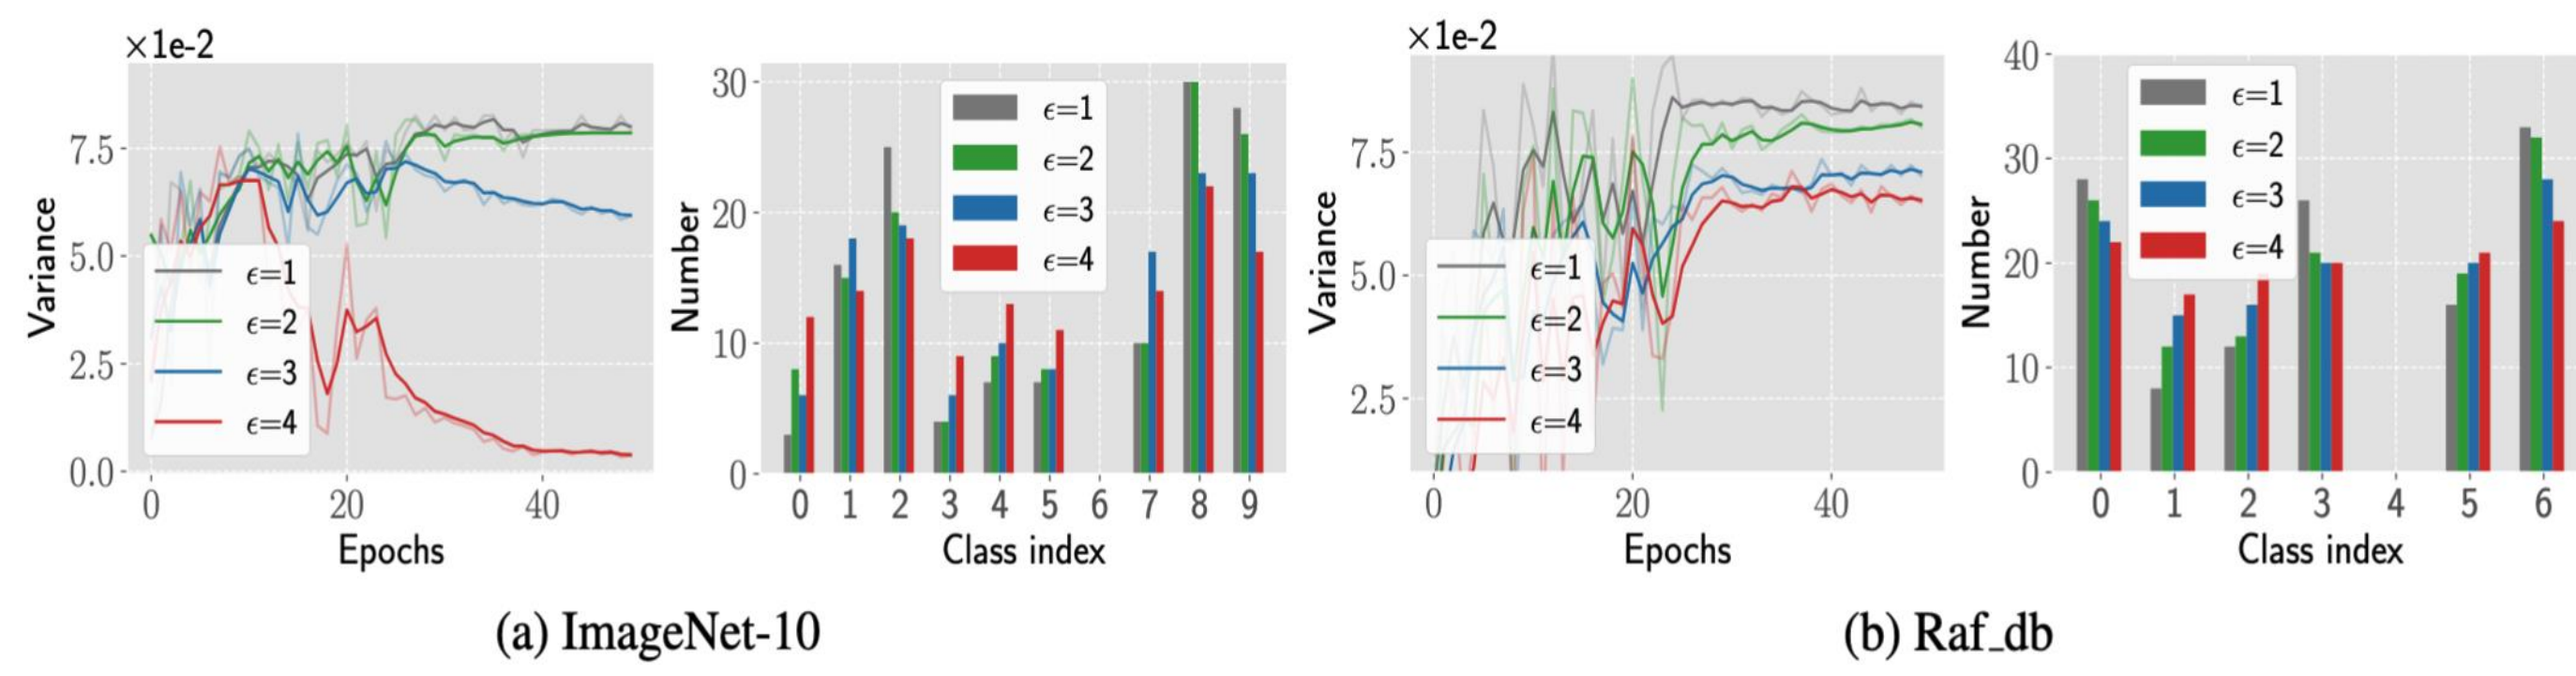 ×1e-2
Variance
7.5
5.0
2.5
0.0
ϵ=1
ϵ=2
ϵ=3
ϵ=4
0 20 40
Epochs
Number
30
20
10
0
ϵ=1
ϵ=2
ϵ=3
ϵ=4
0 1 2 3 4 5 6 7 8 9
Class index
(a) ImageNet-10
×1e-2
Variance
7.5
5.0
2.5
ϵ=1
ϵ=2
ϵ=3
ϵ=4
0 20 40
Epochs
Number
40
30
20
10
0
ϵ=1
ϵ=2
ϵ=3
ϵ=4
0 1 2 3 4 5 6
Class index
(b) Raf_db